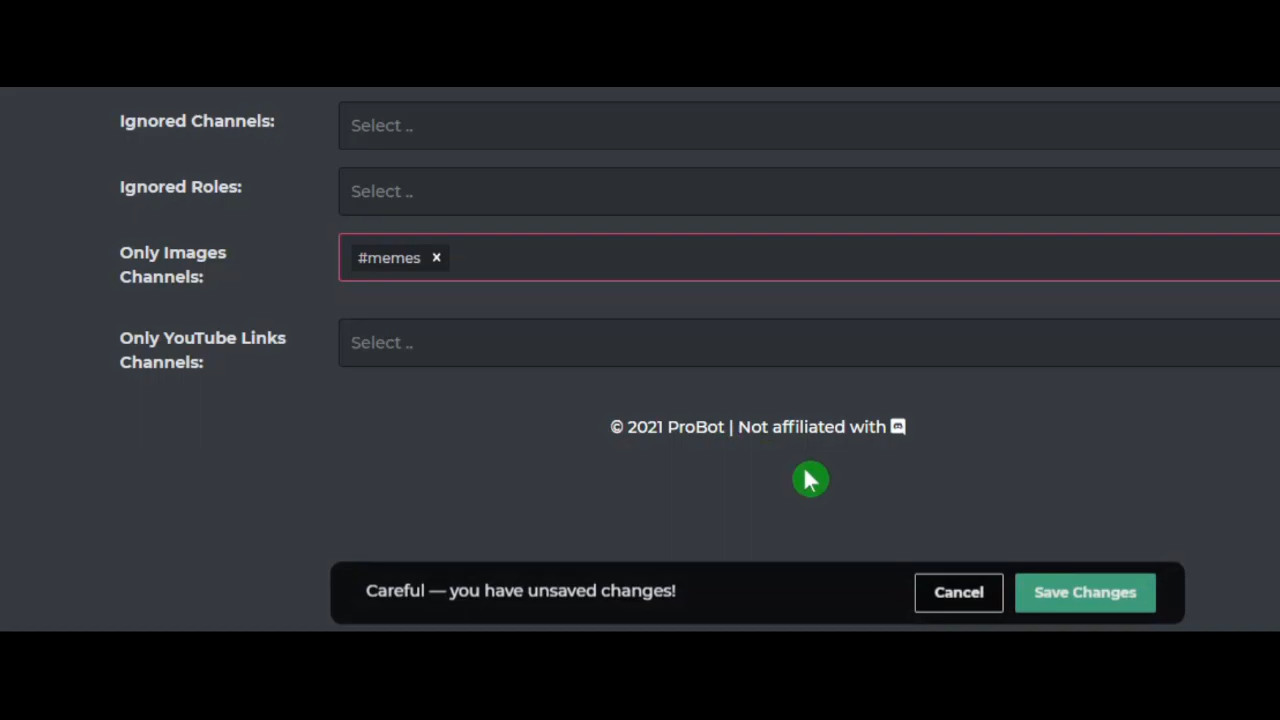 Ignored Channels:
Select ..
Ignored Roles:
Select ..
Only Images
Channels:
#memes ×
Only YouTube Links
Channels:
Select ..
© 2021 ProBot | Not affiliated with
Careful — you have unsaved changes!
Cancel
Save Changes